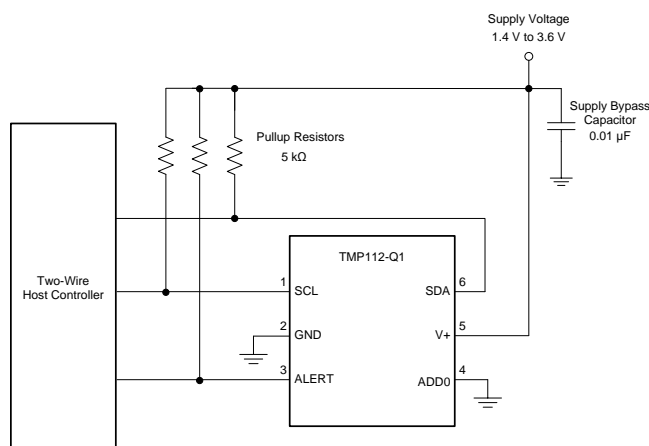 Supply Voltage
1.4 V to 3.6 V
Supply Bypass
Capacitor
0.01 µF
Pullup Resistors
5 kΩ
Two-Wire
Host Controller
TMP112-Q1
1
SCL
SDA
6
2
GND
V+
5
3
ALERT
ADD0
4